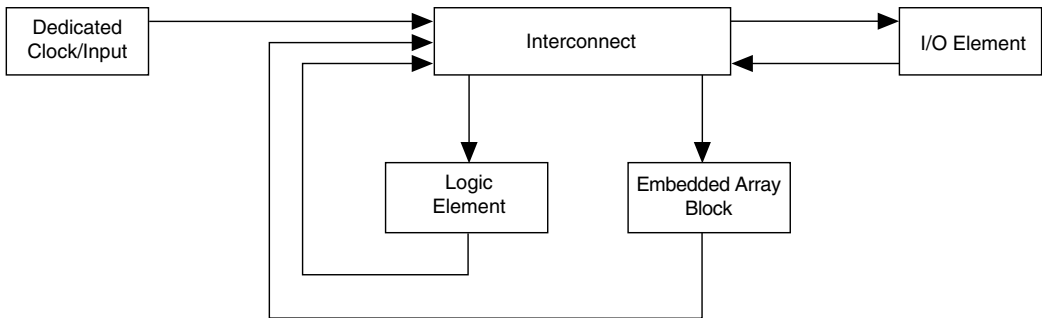 Dedicated
Clock/Input
Interconnect
I/O Element
Logic
Element
Embedded Array
Block